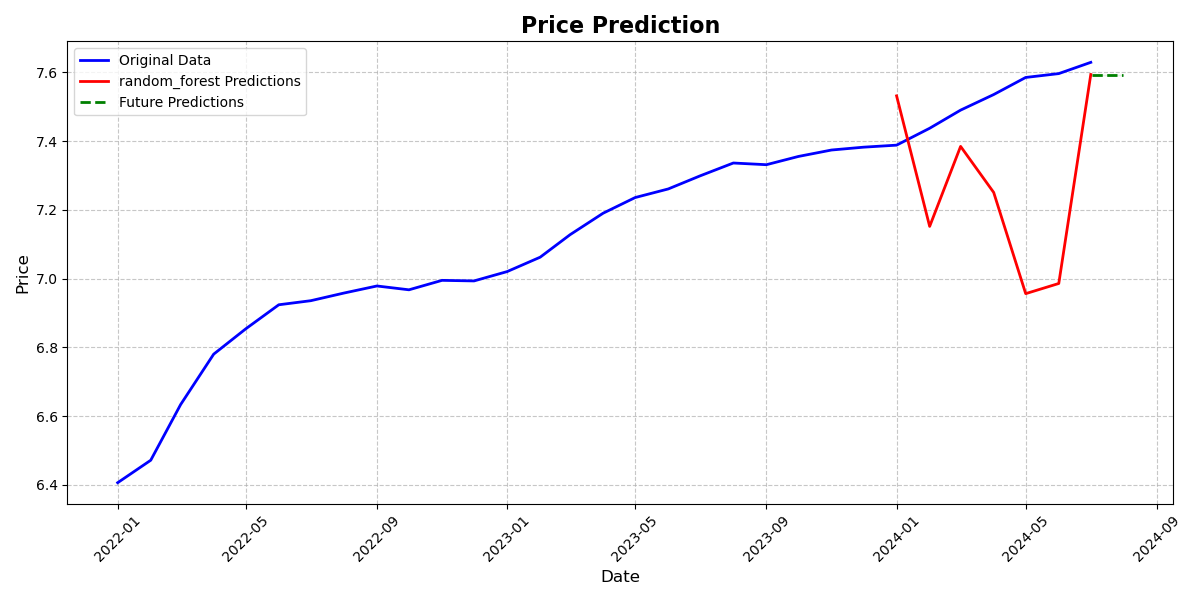 Price Prediction
Original Data
random_forest Predictions
Future Predictions
Price
7.6
7.4
7.2
7.0
6.8
6.6
6.4
2022-01
2022-05
2022-09
2023-01
2023-05
2023-09
2024-01
2024-05
2024-09
Date